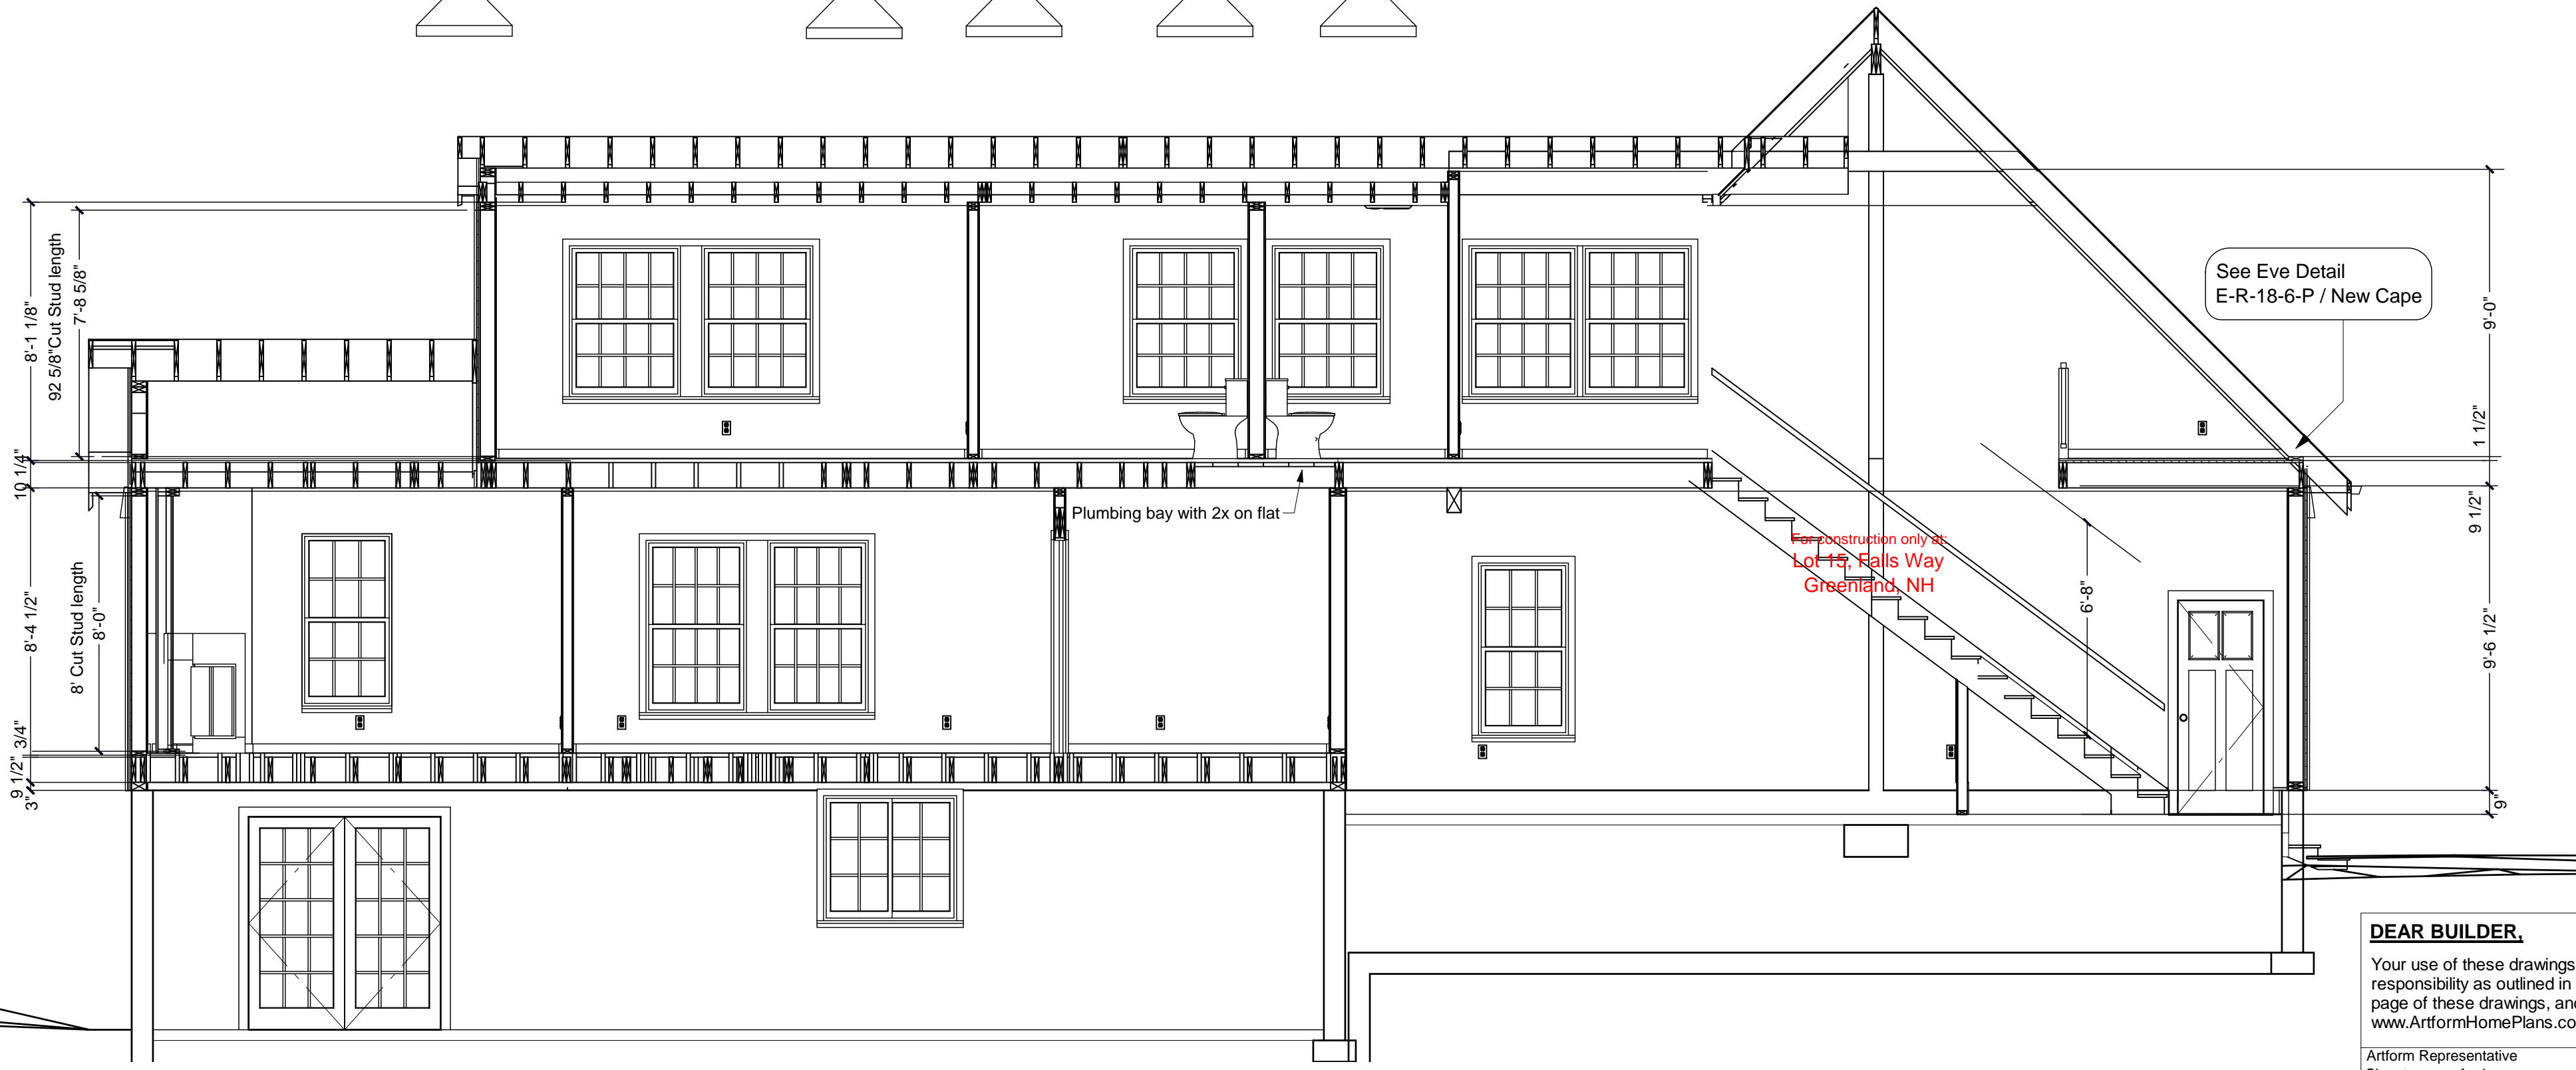 8'-1 1/8"
92 5/8"Cut Stud length
7'-8 5/8"
10 1/4"
8'-4 1/2"
8' Cut Stud length
8'-0"
3/4"
9 1/2"
3"
Plumbing bay with 2x on flat
For construction only at:
Lot 15, Falls Way
Greenland, NH
6'-8"
See Eve Detail
E-R-18-6-P / New Cape
9'-0"
1 1/2"
9 1/2"
9'-6 1/2"
9"
DEAR BUILDER,
Your use of these drawings
responsibility as outlined in
page of these drawings, and
www.ArtformHomePlans.co
Artform Representative